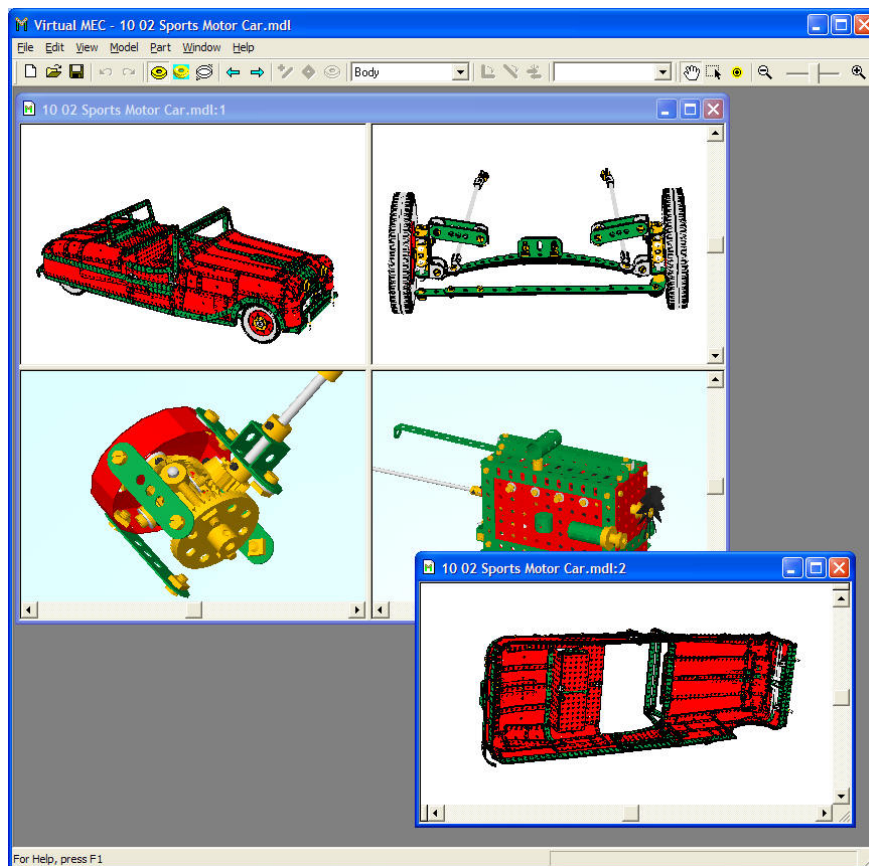 Virtual MEC - 10 02 Sports Motor Car.mdl
File Edit View Model Part Window Help
Body
10 02 Sports Motor Car.mdl:1
10 02 Sports Motor Car.mdl:2
For Help, press F1